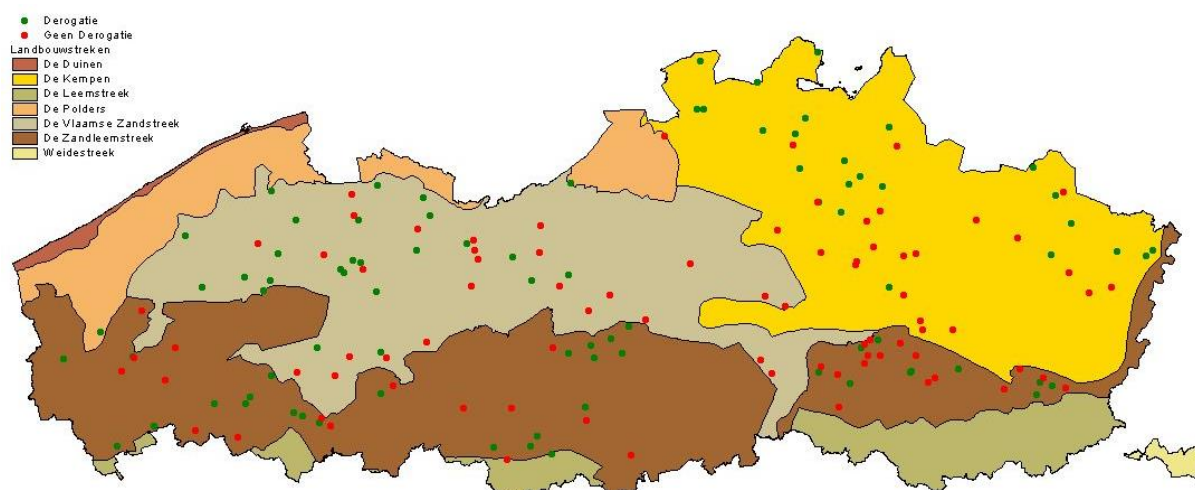 Derogatie
Geen Derogatie
Landbouwstreken
De Duinen
De Kempen
De Leemstreek
De Polders
De Vlaamse Zandstreek
De Zandleemstreek
Weidestreek